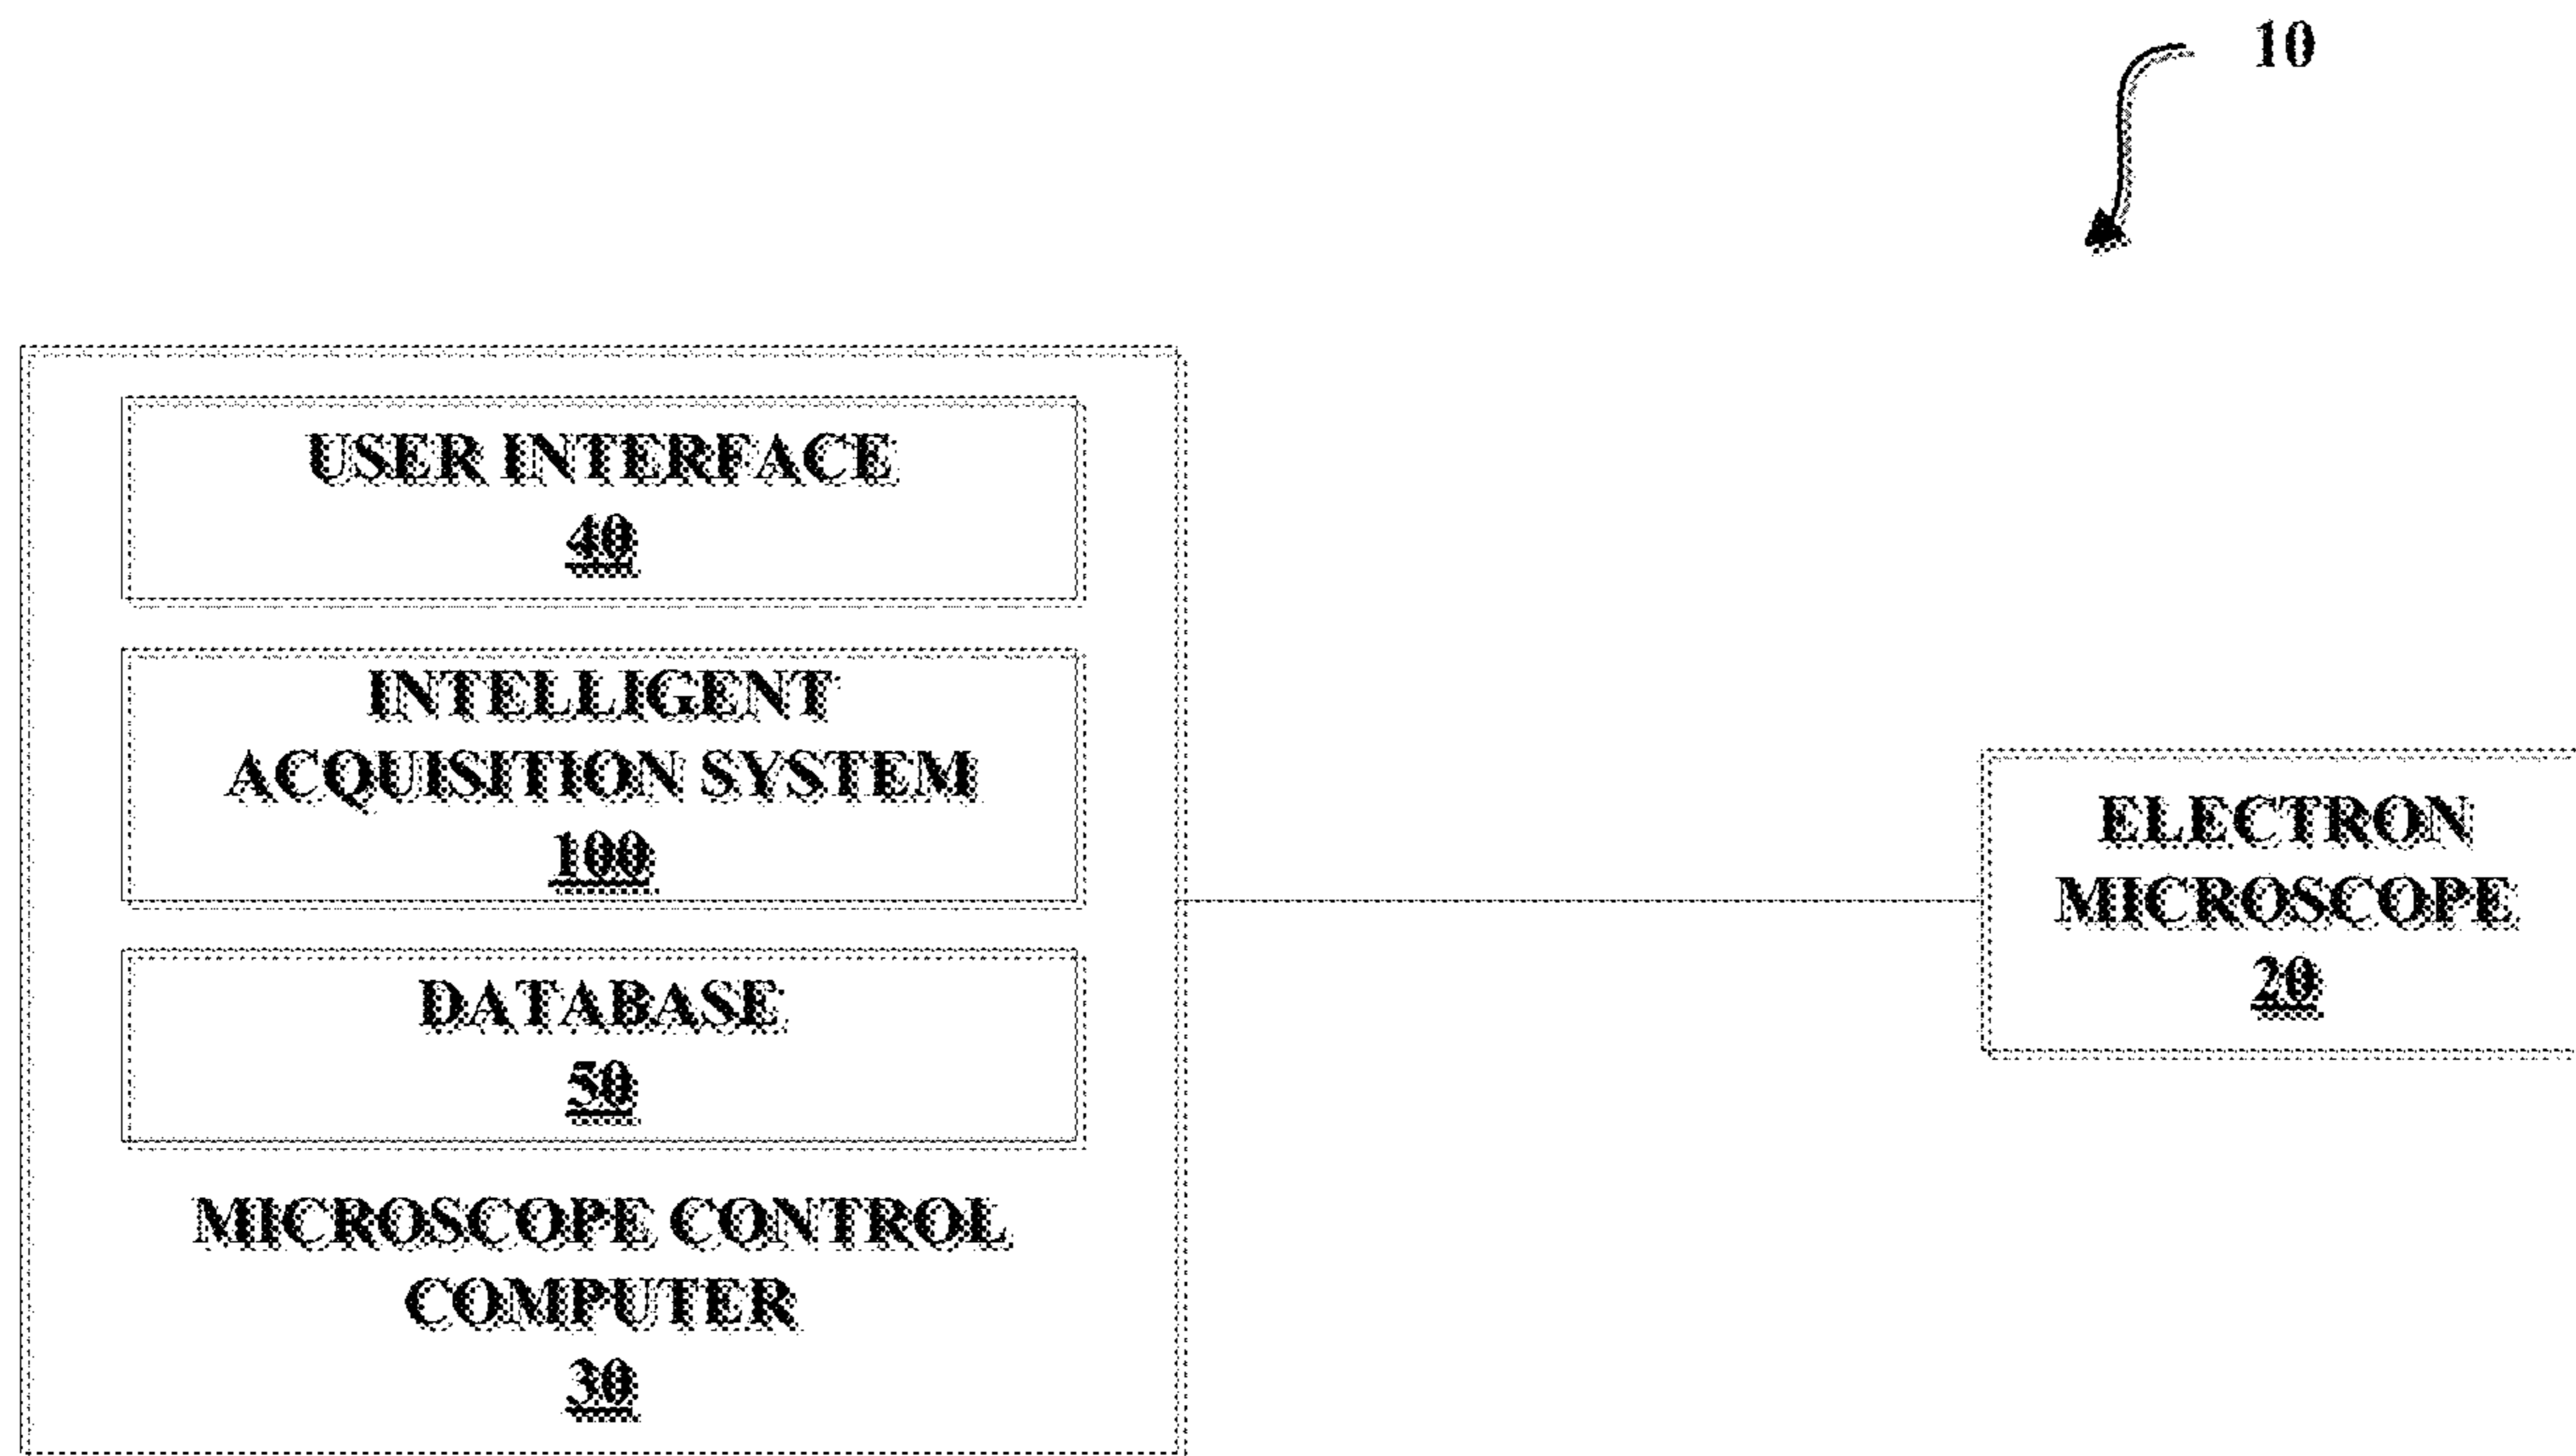 10
USER INTERFACE
40
INTELLIGENT
ACQUISITION SYSTEM
100
DATABASE
50
MICROSCOPE CONTROL
COMPUTER
30
ELECTRON
MICROSCOPE
20